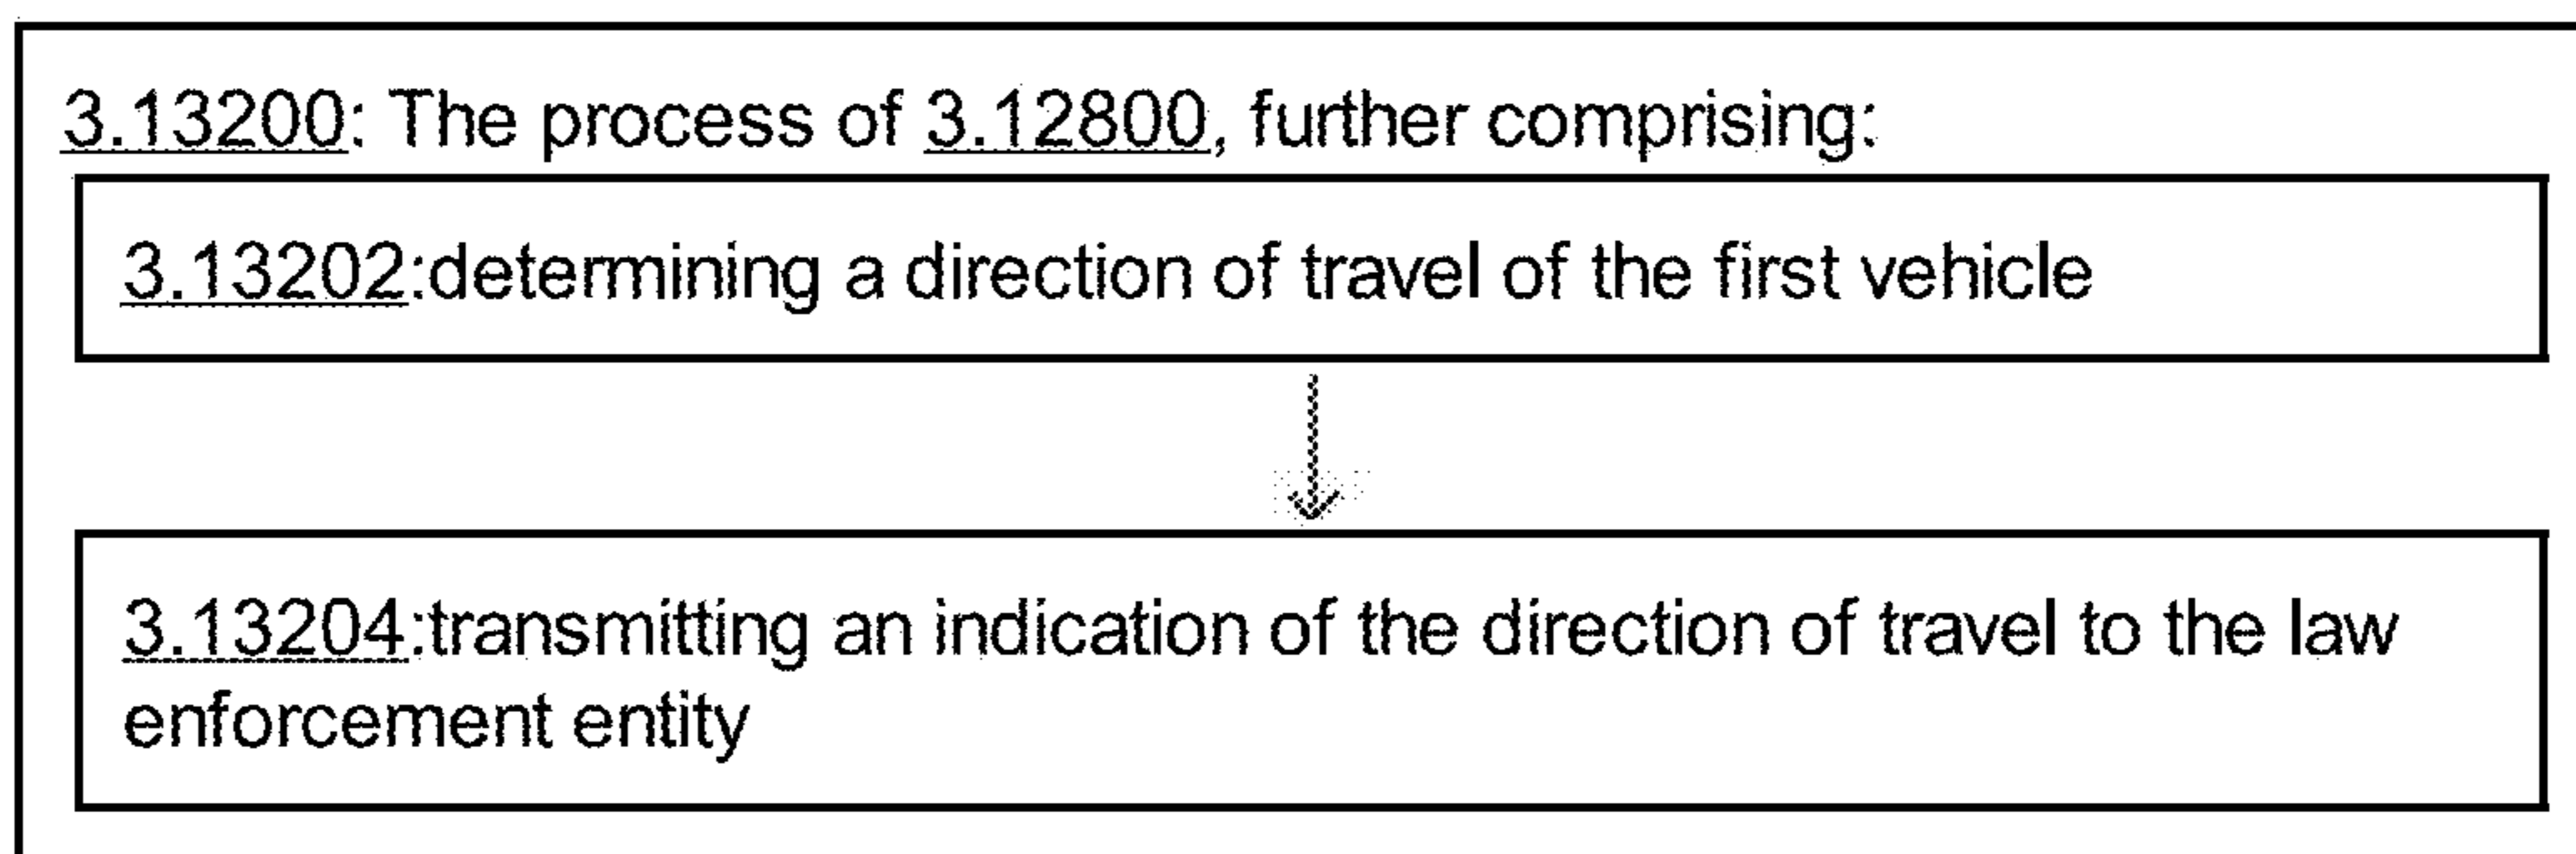 3.13200: The process of 3.12800, further comprising:
3.13202:determining a direction of travel of the first vehicle
3.13204:transmitting an indication of the direction of travel to the law
enforcement entity